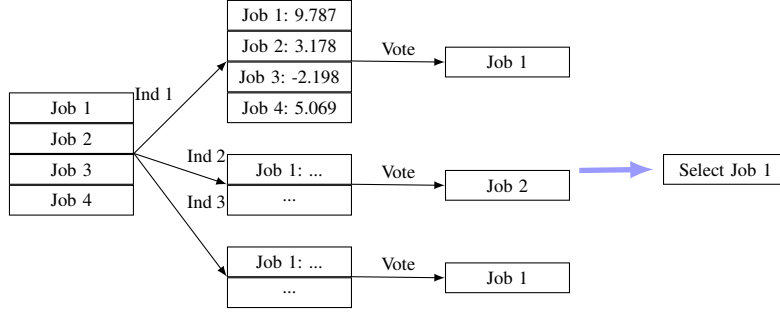 Job 1
Job 2
Job 3
Job 4
Ind 1
Job 1: 9.787
Job 2: 3.178
Job 3: -2.198
Job 4: 5.069
Vote
Job 1
Ind 2
Job 1: ...
...
Vote
Job 2
Ind 3
Job 1: ...
...
Vote
Job 1
Select Job 1